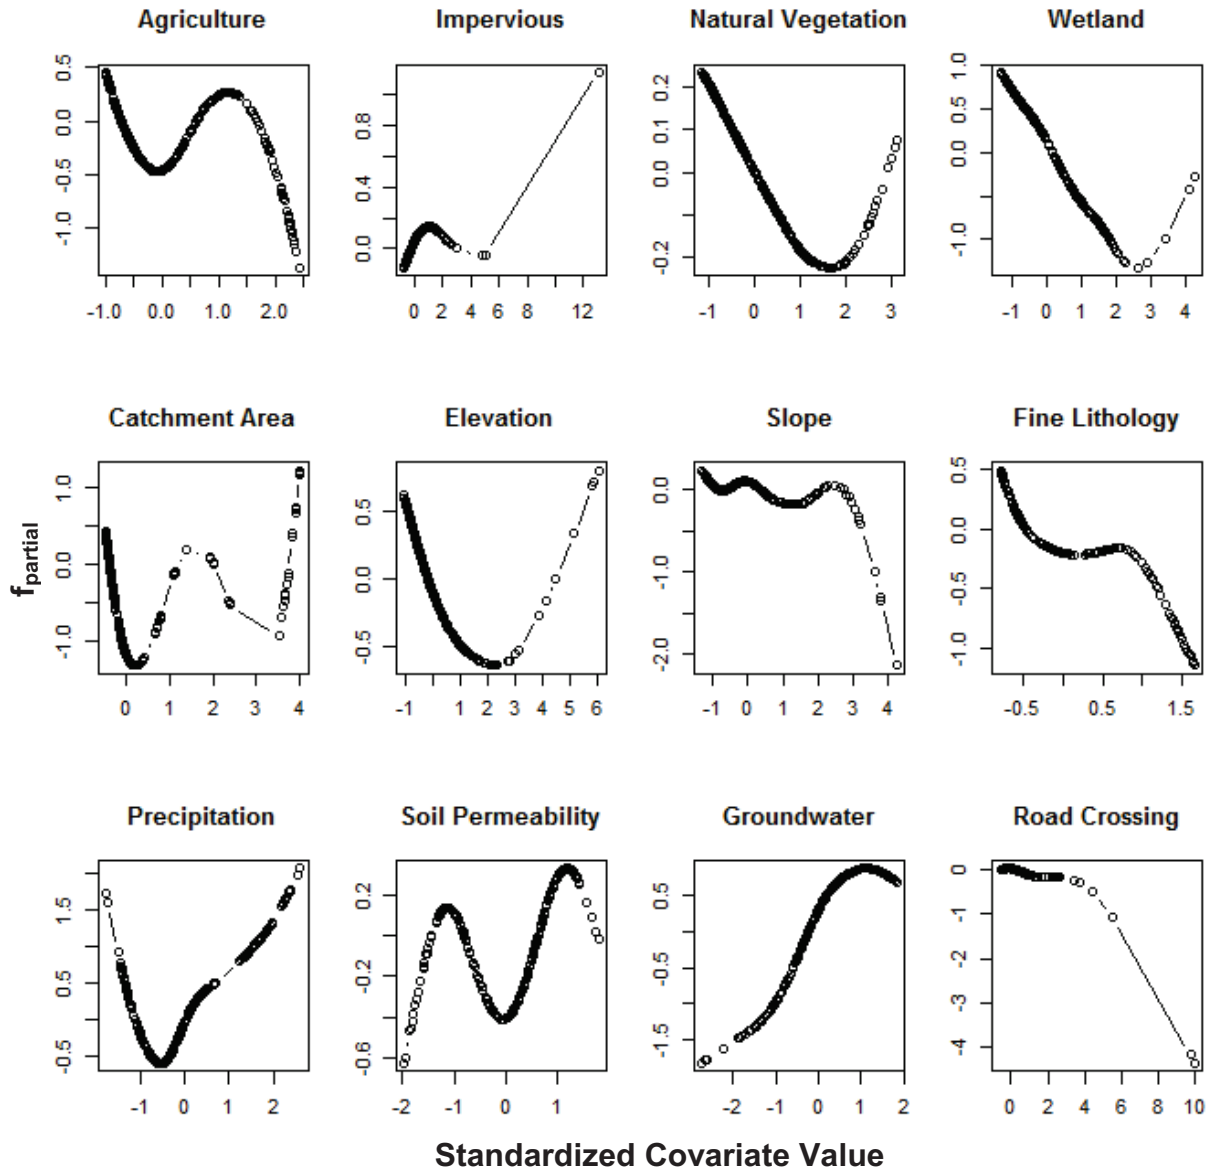 Agriculture Impervious Natural Vegetation Wetland
0.5 0.0 -0.5 -1.0
0.8 0.4 0.0
0.2 0.1 0.0 -0.2
1.0 0.5 0.0 -1.0
-1.0 0.0 1.0 2.0 0 2 4 6 8 12 -1 0 1 2 3 -1 0 1 2 3 4
Catchment Area Elevation Slope Fine Lithology
fpartial
1.0 0.0 -1.0
0.5 -0.5
0.0 -1.0 -2.0
0.5 0.0 -0.5 -1.0
0 1 2 3 4 -1 1 2 3 4 5 6 -1 0 1 2 3 4 -0.5 0.5 1.5
Precipitation Soil Permeability Groundwater Road Crossing
1.5 0.5 -0.5
0.2 -0.2 -0.6
0.5 -0.5 -1.5
0 -1 -2 -3 -4
-1 0 1 2 -2 -1 0 1 -2 -1 0 1 2 0 2 4 6 8 10
Standardized Covariate Value